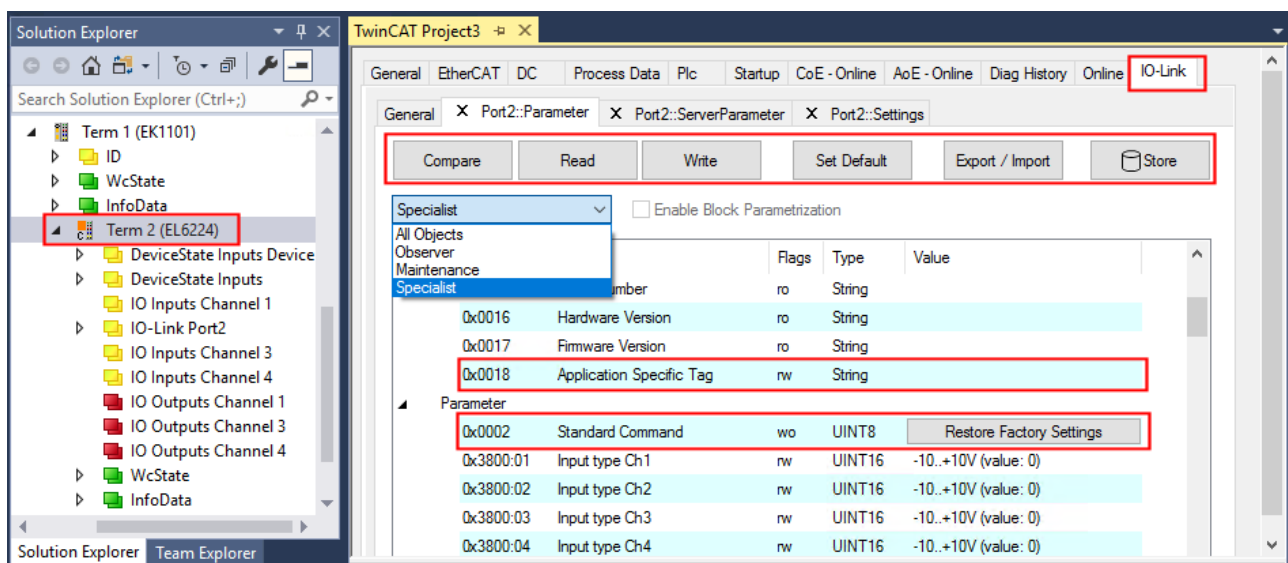 Solution Explorer
TwinCAT Project3
Search Solution Explorer (Ctrl+;)
Term 1 (EK1101)
ID
WcState
InfoData
Term 2 (EL6224)
DeviceState Inputs Device
DeviceState Inputs
IO Inputs Channel 1
IO-Link Port2
IO Inputs Channel 3
IO Inputs Channel 4
IO Outputs Channel 1
IO Outputs Channel 3
IO Outputs Channel 4
WcState
InfoData
Solution Explorer Team Explorer
General EtherCAT DC Process Data Plc Startup CoE - Online AoE - Online Diag History Online IO-Link
General X Port2::Parameter X Port2::ServerParameter X Port2::Settings
Compare Read Write Set Default Export / Import Store
Specialist Enable Block Parametrization
All Objects
Observer
Maintenance
Specialist
Flags Type Value
ro String
0x0016 Hardware Version ro String
0x0017 Firmware Version ro String
0x0018 Application Specific Tag rw String
Parameter
0x0002 Standard Command wo UINT8 Restore Factory Settings
0x3800:01 Input type Ch1 rw UINT16 -10..+10V (value: 0)
0x3800:02 Input type Ch2 rw UINT16 -10..+10V (value: 0)
0x3800:03 Input type Ch3 rw UINT16 -10..+10V (value: 0)
0x3800:04 Input type Ch4 rw UINT16 -10..+10V (value: 0)